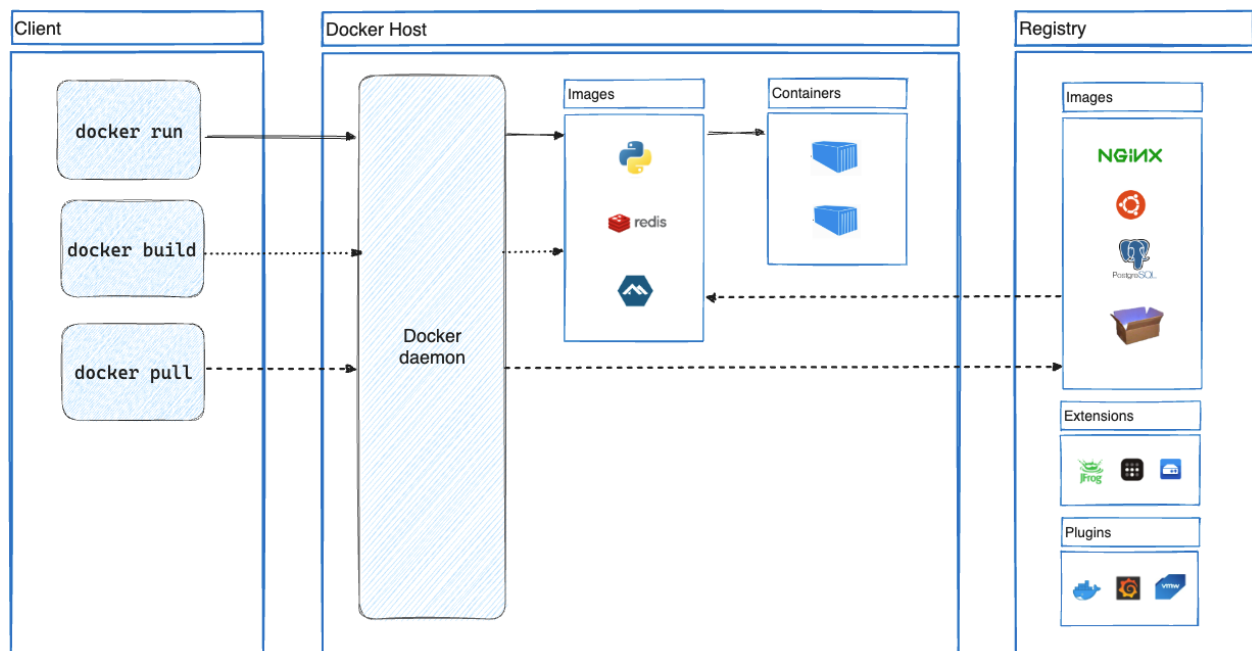 Client
Docker Host
Registry
docker run
docker build
docker pull
Docker
daemon
Images
redis
Containers
Images
NGINX
PostgreSQL
Extensions
JFrog
Plugins
vmw